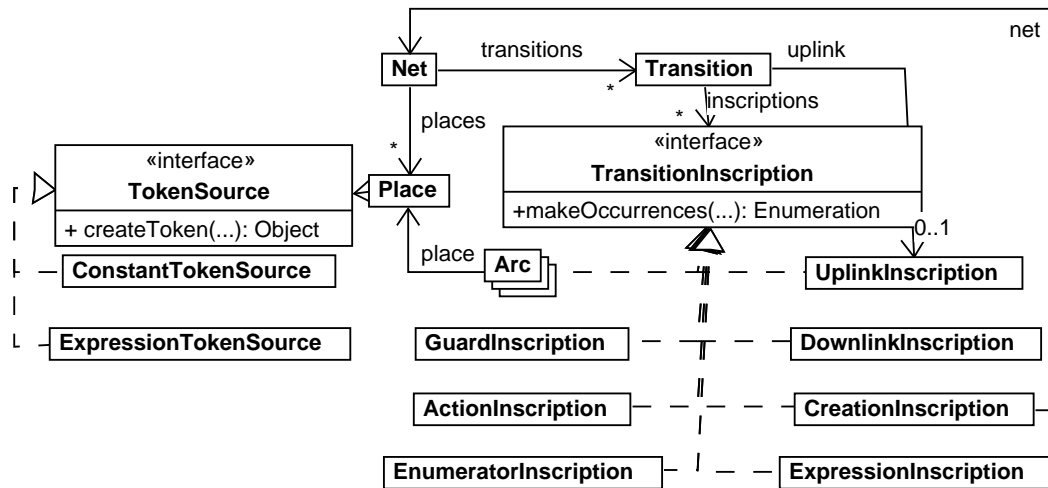 net
transitions
uplink
Net
Transition
*
inscriptions
*
places
*
«interface»
TokenSource
+ createToken(...): Object
Place
«interface»
TransitionInscription
+makeOccurrences(...): Enumeration
0..1
place
Arc
ConstantTokenSource
UplinkInscription
ExpressionTokenSource
GuardInscription
DownlinkInscription
ActionInscription
CreationInscription
EnumeratorInscription
ExpressionInscription